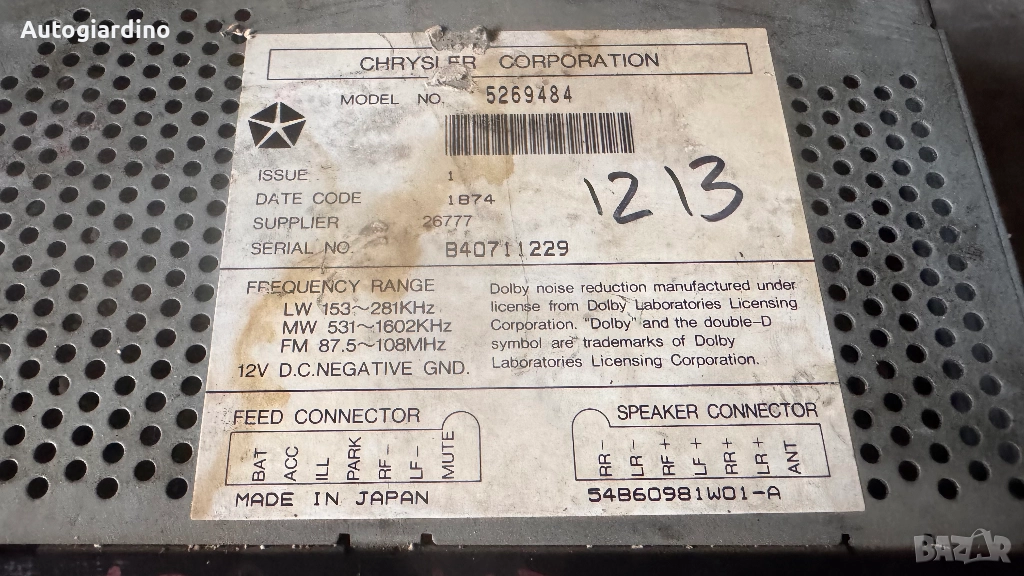 Autogiardino
CHRYSLER CORPORATION
MODEL NO. 5269484
ISSUE 1
DATE CODE 1874
SUPPLIER 26777
SERIAL NO. B40711229
1213
FREQUENCY RANGE
LW 153~281KHz
MW 531~1602KHz
FM 87.5~108MHz
12V D.C.NEGATIVE GND.
Dolby noise reduction manufactured under
license from Dolby Laboratories Licensing
Corporation. "Dolby" and the double-D
symbol are trademarks of Dolby
Laboratories Licensing Corporation.
FEED CONNECTOR
BAT
ACC
ILL
PARK
RF-
LF-
MUTE
MADE IN JAPAN
SPEAKER CONNECTOR
RR-
LR-
RF+
LF+
RR+
LR+
ANT
54B60981W01-A
BAZAR